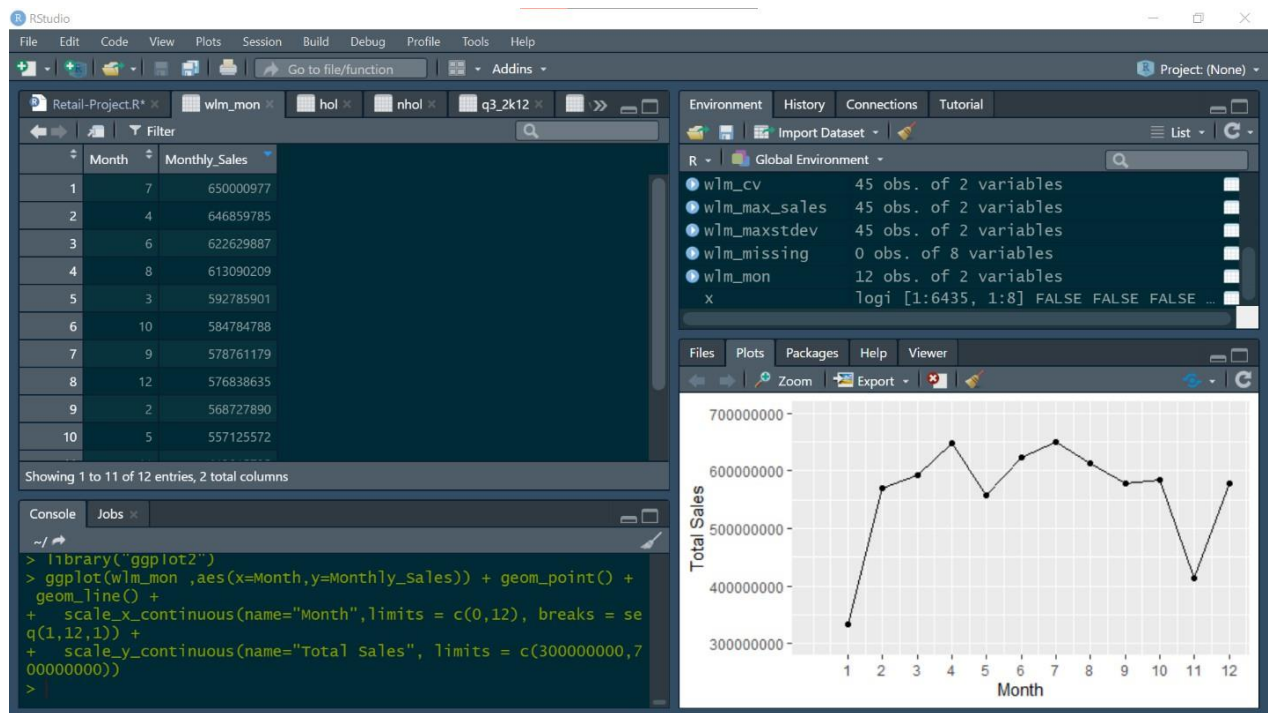 RStudio
File Edit Code View Plots Session Build Debug Profile Tools Help
Go to file/function Addins Project: (None)
Retail-Project.R* wlm_mon hol nhol q3_2k12
Filter
Month Monthly_Sales
1 7 650000977
2 4 646859785
3 6 622629887
4 8 613090209
5 3 592785901
6 10 584784788
7 9 578761179
8 12 576838635
9 2 568727890
10 5 557125572
Showing 1 to 11 of 12 entries, 2 total columns
Console Jobs
~/
> library("ggplot2")
> ggplot(wlm_mon ,aes(x=Month,y=Monthly_Sales)) + geom_point() +
geom_line() +
+   scale_x_continuous(name="Month",limits = c(0,12), breaks = se
q(1,12,1)) +
+   scale_y_continuous(name="Total Sales", limits = c(300000000,7
00000000))
>
Environment History Connections Tutorial
Import Dataset List
R Global Environment
wlm_cv 45 obs. of 2 variables
wlm_max_sales 45 obs. of 2 variables
wlm_maxstdev 45 obs. of 2 variables
wlm_missing 0 obs. of 8 variables
wlm_mon 12 obs. of 2 variables
x logi [1:6435, 1:8] FALSE FALSE FALSE …
Files Plots Packages Help Viewer
Zoom Export
700000000
600000000
500000000
400000000
300000000
Total Sales
1 2 3 4 5 6 7 8 9 10 11 12
Month